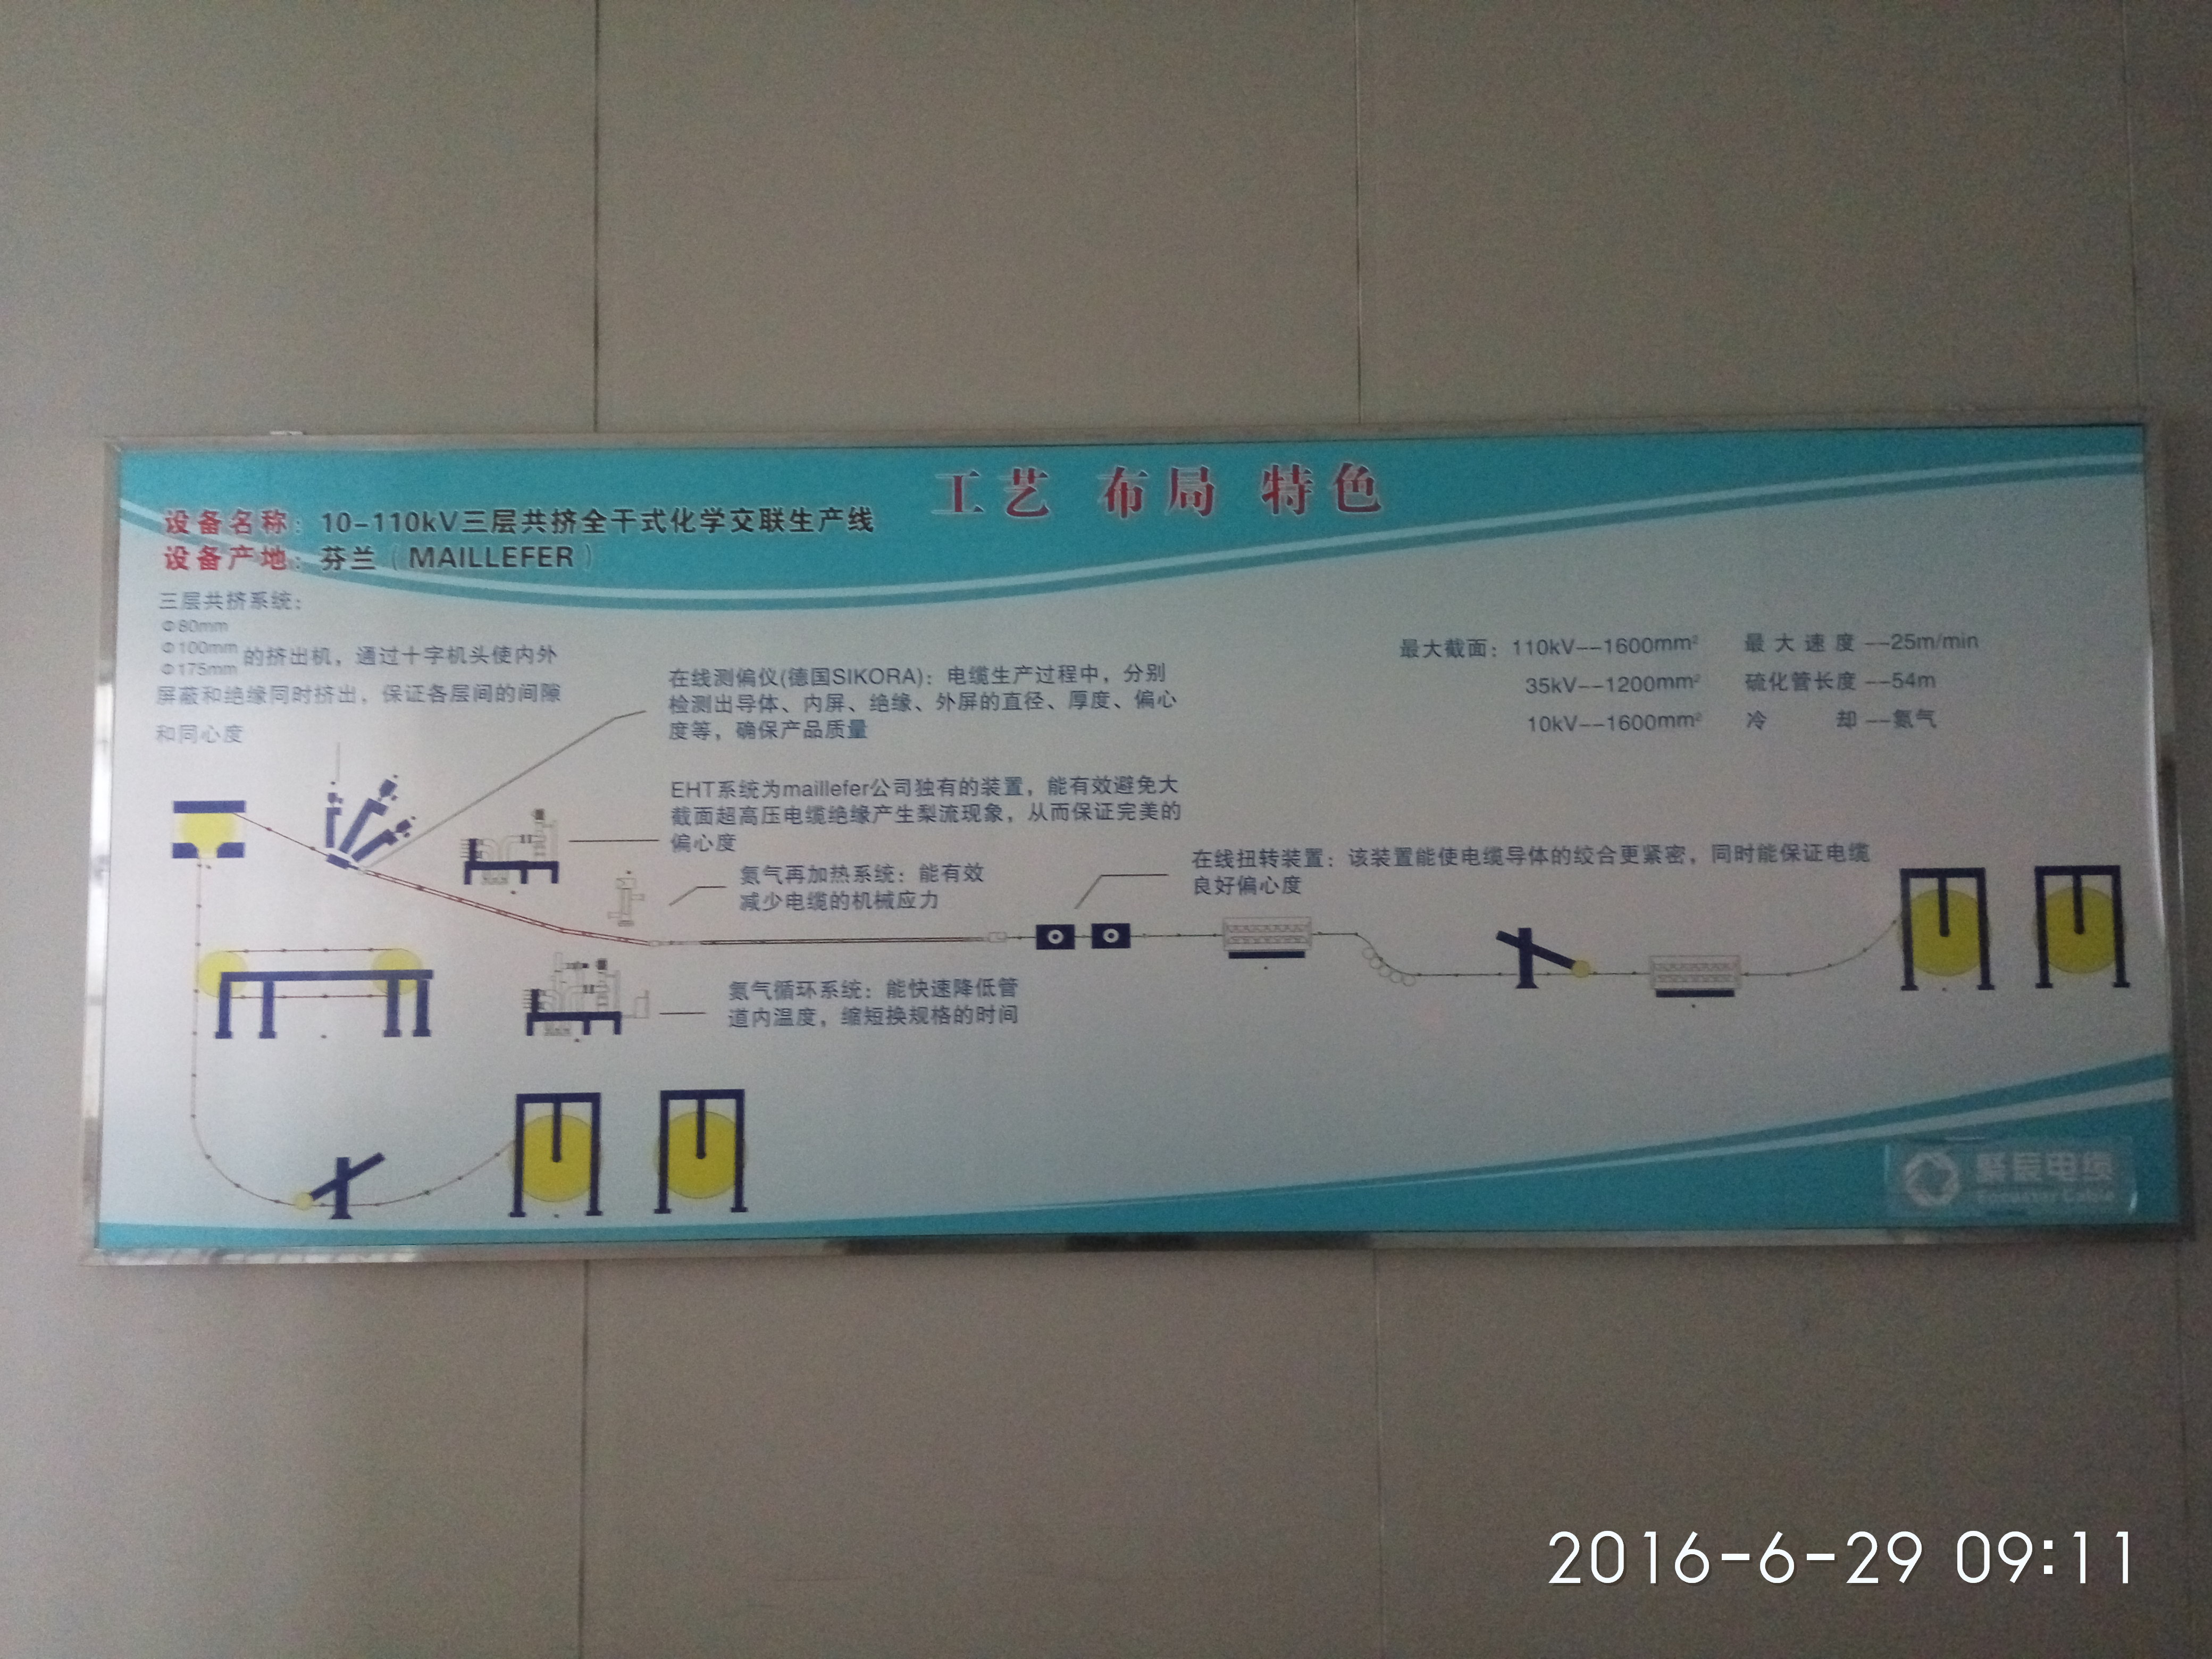 工艺 布局 特色
设备名称：10-110kV三层共挤全干式化学交联生产线
设备产地：芬兰（MAILLEFER）
三层共挤系统：
Φ80mm
Φ100mm
Φ175mm
的挤出机，通过十字机头使内外
屏蔽和绝缘同时挤出，保证各层间的间隙
和同心度
在线测偏仪(德国SIKORA)：电缆生产过程中，分别
检测出导体、内屏、绝缘、外屏的直径、厚度、偏心
度等，确保产品质量
最大截面：110kV--1600mm²
35kV--1200mm²
10kV--1600mm²
最大速度--25m/min
硫化管长度--54m
冷 却--氮气
EHT系统为maillefer公司独有的装置，能有效避免大
截面超高压电缆绝缘产生梨流现象，从而保证完美的
偏心度
氮气再加热系统：能有效
减少电缆的机械应力
在线扭转装置：该装置能使电缆导体的绞合更紧密，同时能保证电缆
良好偏心度
氮气循环系统：能快速降低管
道内温度，缩短换规格的时间
电缆
Cable
2016-6-29 09:11